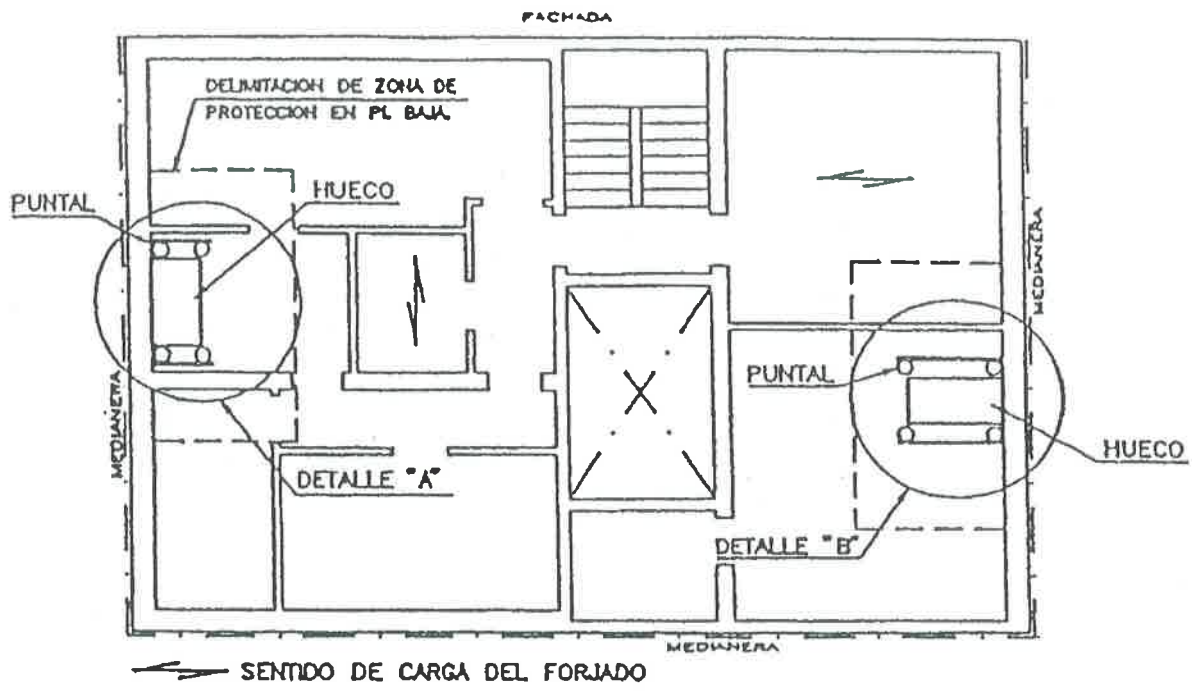 FACHADA
DELIMITACION DE ZONA DE
PROTECCION EN PL. BAJA.
PUNTAL
HUECO
MEDIANERA
MEDIANERA
PUNTAL
HUECO
DETALLE "A"
DETALLE "B"
MEDIANERA
SENTIDO DE CARGA DEL FORJADO